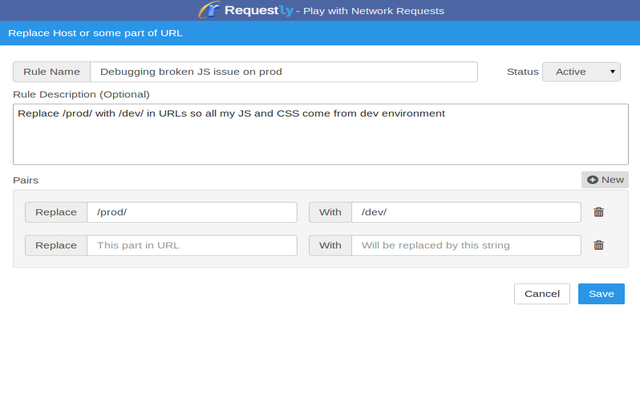 Requestly - Play with Network Requests
Replace Host or some part of URL
Rule Name Debugging broken JS issue on prod Status Active
Rule Description (Optional)
Replace /prod/ with /dev/ in URLs so all my JS and CSS come from dev environment
Pairs New
Replace /prod/ With /dev/
Replace This part in URL With Will be replaced by this string
Cancel Save